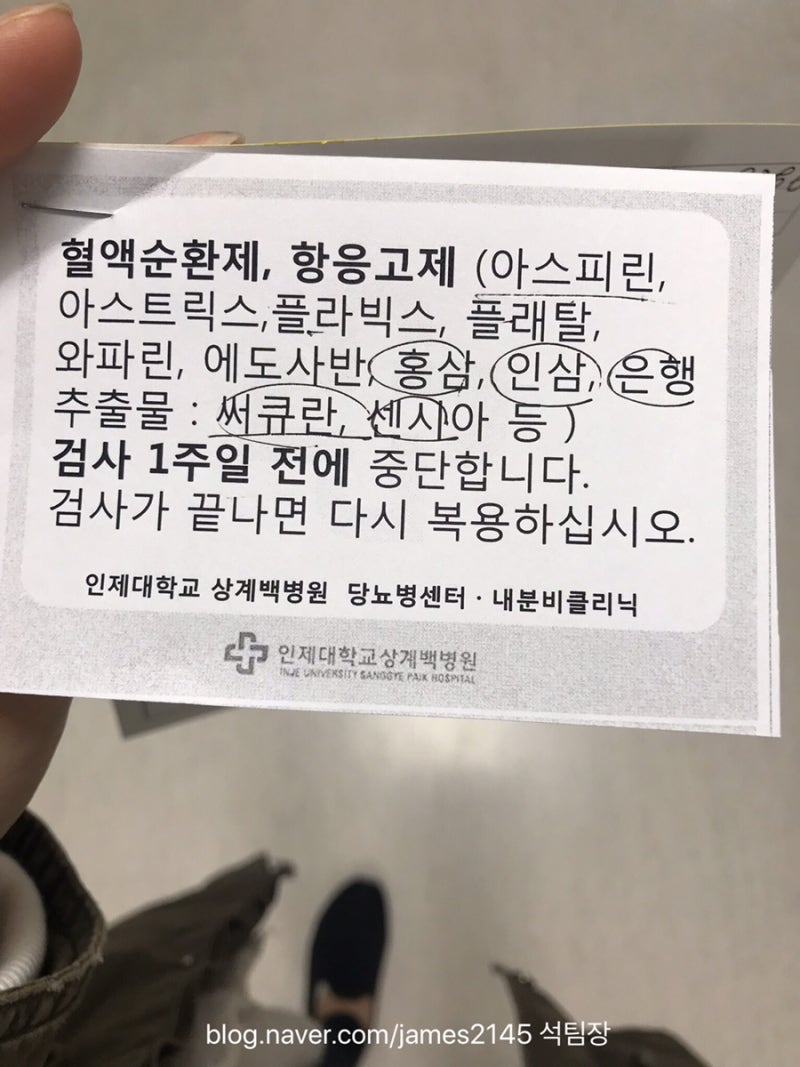 혈액순환제, 항응고제 (아스피린,
아스트릭스,플라빅스, 플래탈,
와파린, 에도사반, 홍삼, 인삼, 은행
추출물 : 써큐란, 센시아 등 )
검사 1주일 전에 중단합니다.
검사가 끝나면 다시 복용하십시오.
인제대학교 상계백병원 당뇨병센터 · 내분비클리닉
인제대학교상계백병원
INJE UNIVERSITY SANGGYE PAIK HOSPITAL
blog.naver.com/james2145 석팀장